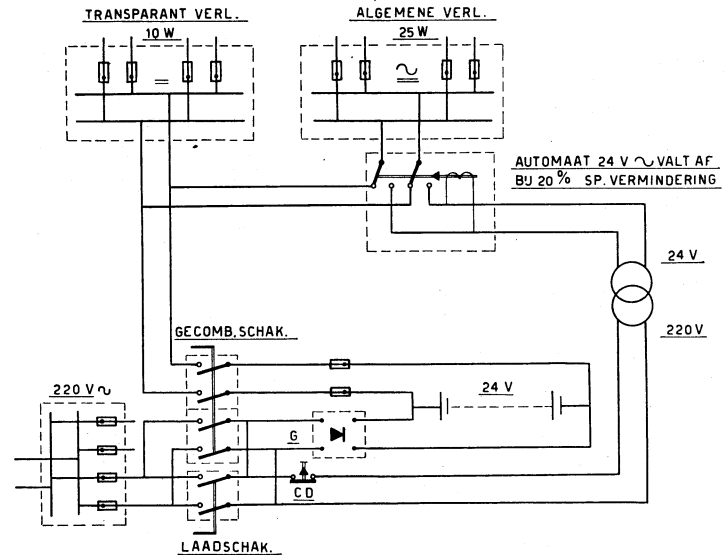 TRANSPARANT VERL.
10 W
ALGEMENE VERL.
25 W
AUTOMAAT 24 V ∿ VALT AF
BIJ 20% SP. VERMINDERING
24 V
220 V
GECOMB. SCHAK.
220 V ∿
24 V
G
CD
LAADSCHAK.